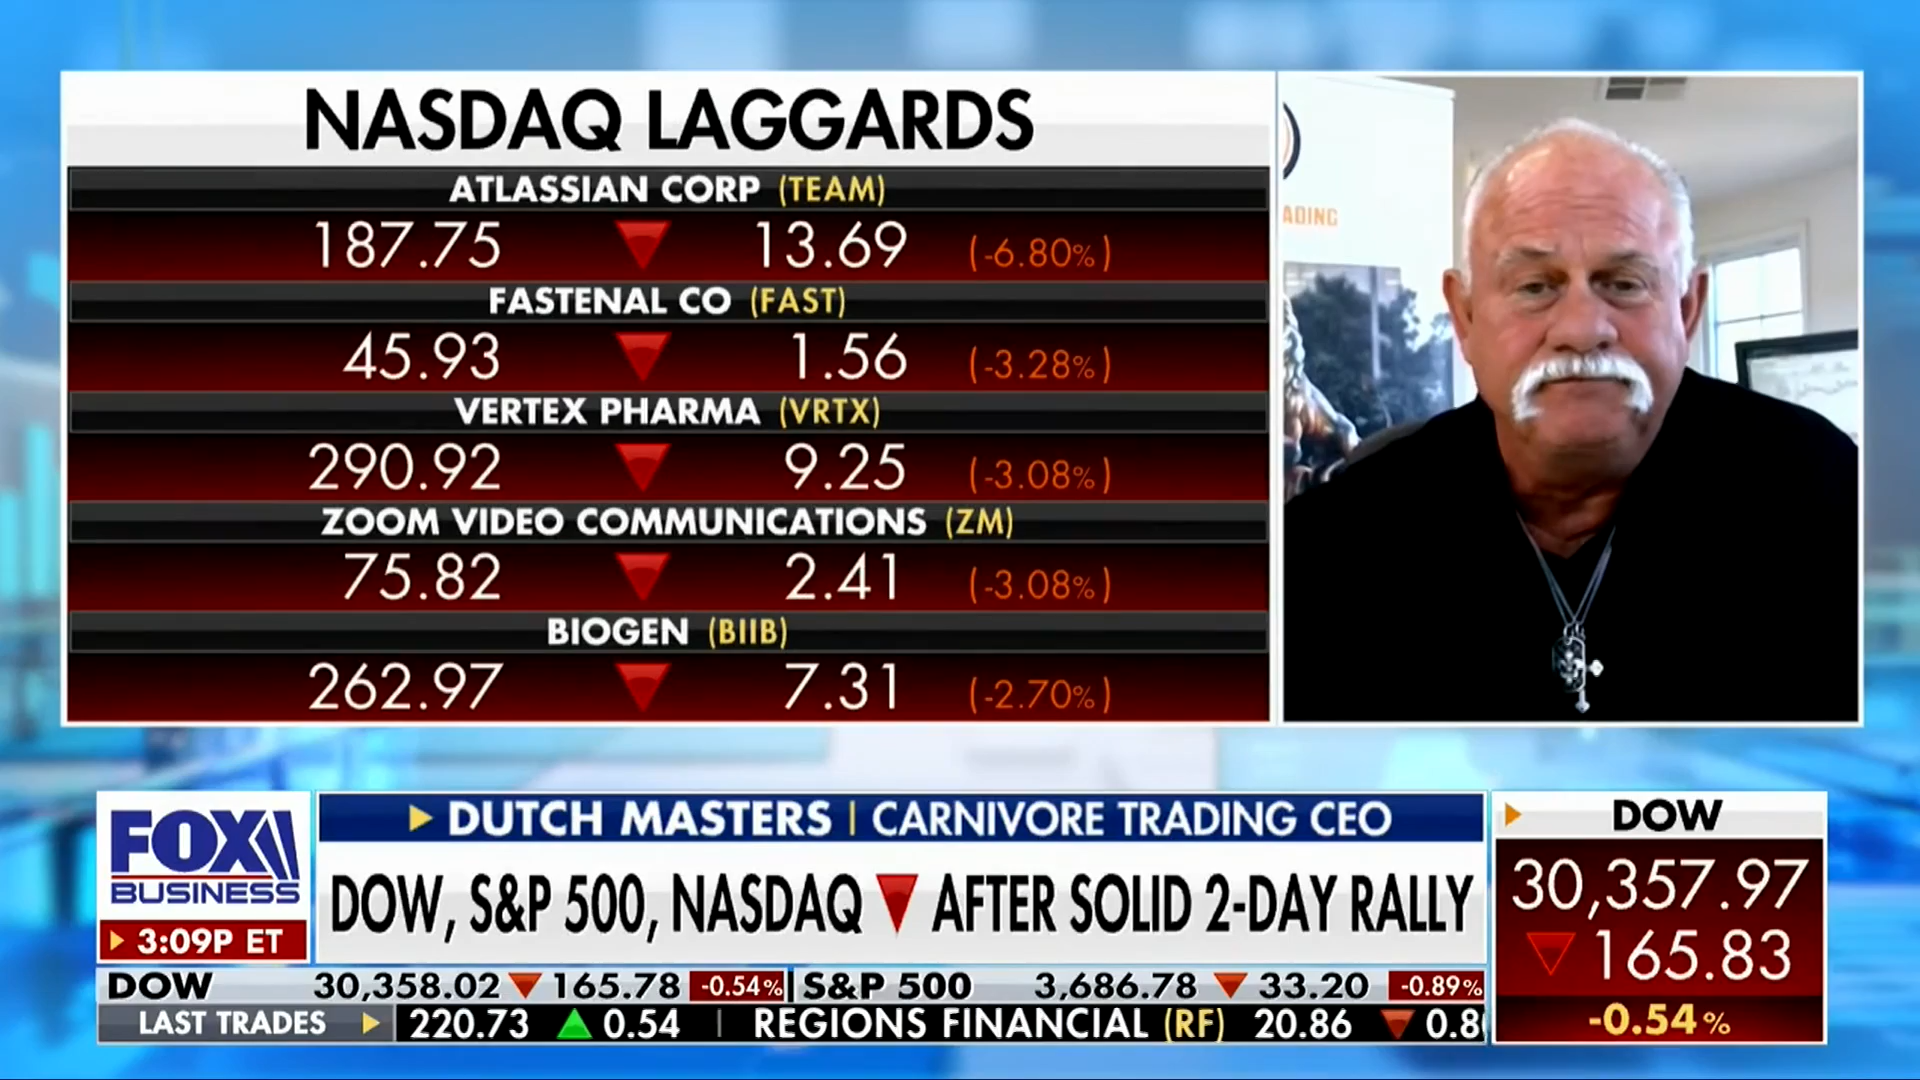 NASDAQ LAGGARDS
ATLASSIAN CORP (TEAM)
187.75 ▼ 13.69 (-6.80%)
FASTENAL CO (FAST)
45.93 ▼ 1.56 (-3.28%)
VERTEX PHARMA (VRTX)
290.92 ▼ 9.25 (-3.08%)
ZOOM VIDEO COMMUNICATIONS (ZM)
75.82 ▼ 2.41 (-3.08%)
BIOGEN (BIIB)
262.97 ▼ 7.31 (-2.70%)
ADING
FOX
BUSINESS
3:09P ET
DUTCH MASTERS | CARNIVORE TRADING CEO
DOW, S&P 500, NASDAQ ▼ AFTER SOLID 2-DAY RALLY
DOW
30,357.97
▼ 165.83
-0.54%
DOW 30,358.02 ▼ 165.78 -0.54% S&P 500 3,686.78 ▼ 33.20 -0.89%
LAST TRADES 220.73 ▲ 0.54 | REGIONS FINANCIAL (RF) 20.86 ▼ 0.8